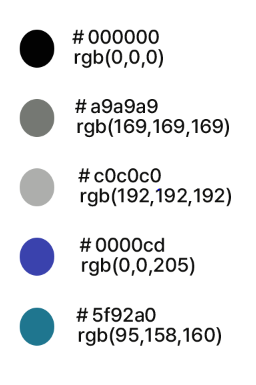 # 000000
rgb(0,0,0)
# a9a9a9
rgb(169,169,169)
# c0c0c0
rgb(192,192,192)
# 0000cd
rgb(0,0,205)
# 5f92a0
rgb(95,158,160)